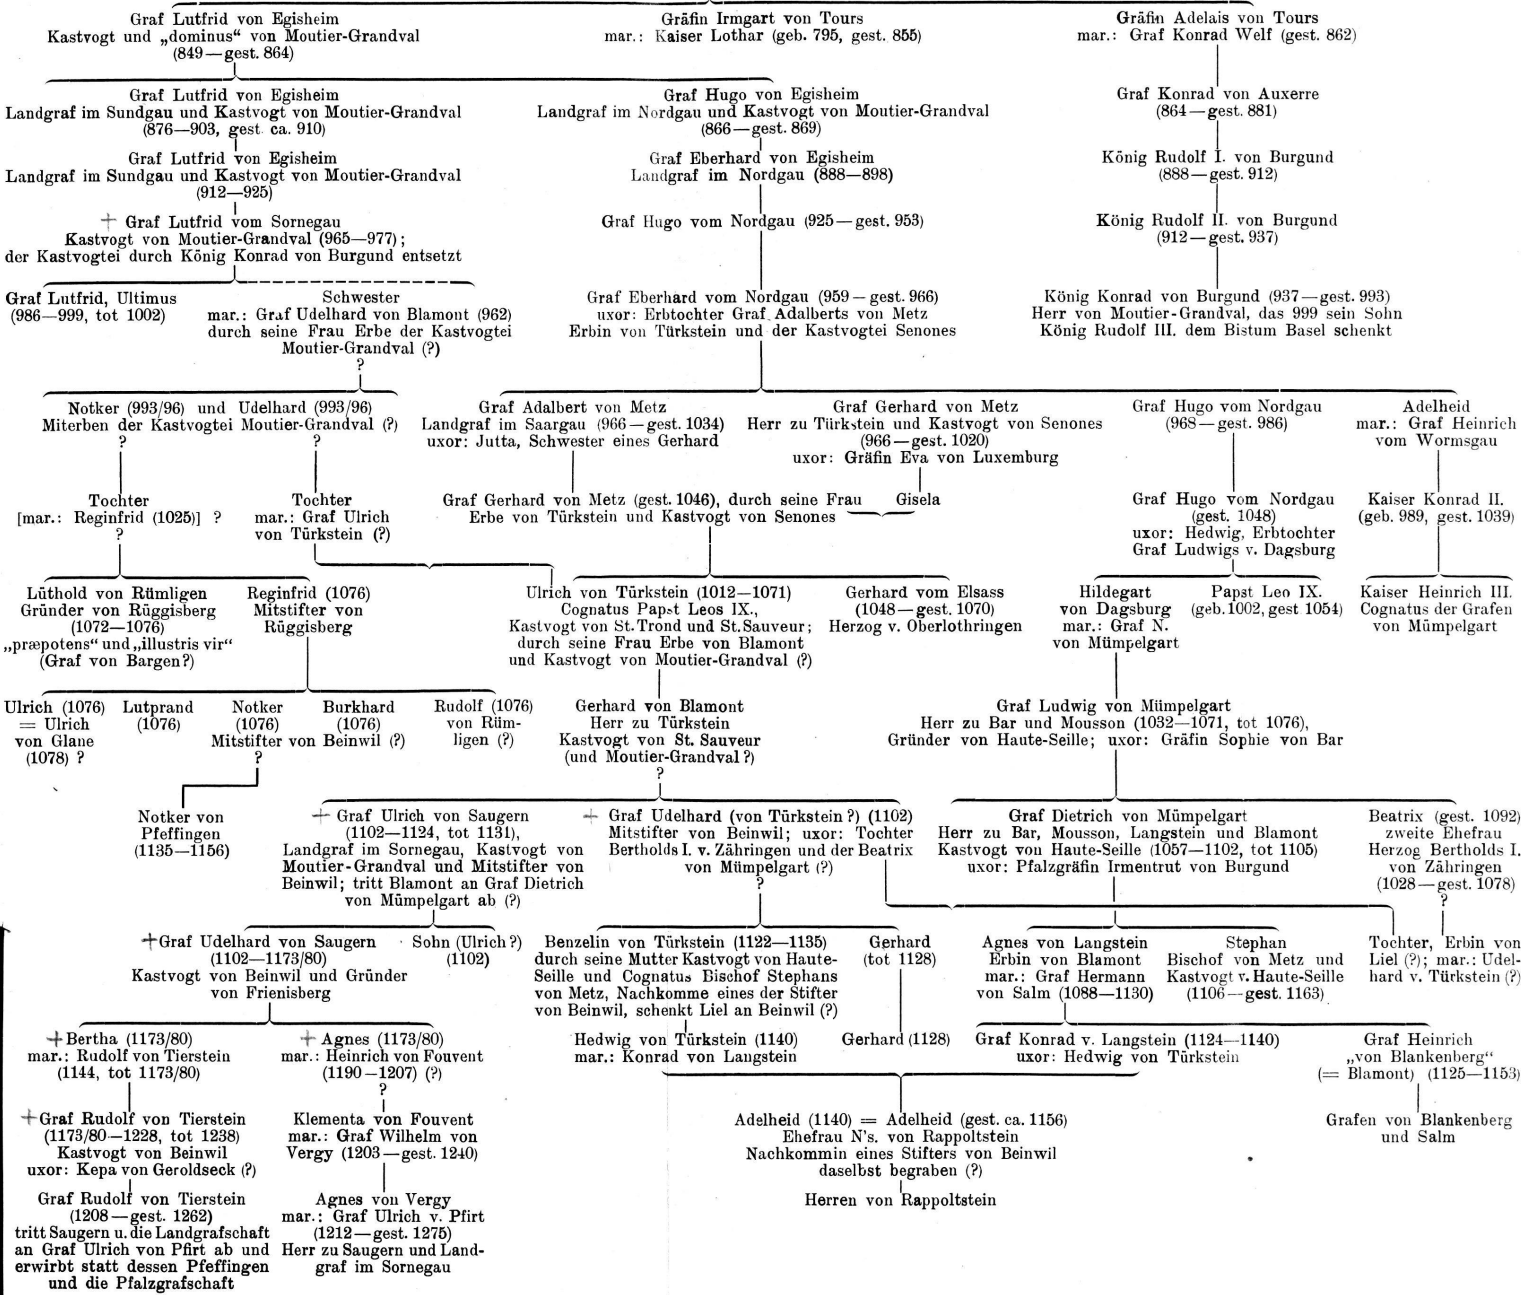 Graf Lutfrid von Egisheim
Kastvogt und „dominus“ von Moutier-Grandval
(849—gest. 864)
Gräfin Irmgart von Tours
mar.: Kaiser Lothar (geb. 795, gest. 855)
Gräfin Adelais von Tours
mar.: Graf Konrad Welf (gest. 862)
Graf Lutfrid von Egisheim
Landgraf im Sundgau und Kastvogt von Moutier-Grandval
(876—903, gest. ca. 910)
Graf Hugo von Egisheim
Landgraf im Nordgau und Kastvogt von Moutier-Grandval
(866—gest. 869)
Graf Konrad von Auxerre
(864—gest. 881)
Graf Lutfrid von Egisheim
Landgraf im Sundgau und Kastvogt von Moutier-Grandval
(912—925)
Graf Eberhard von Egisheim
Landgraf im Nordgau (888—898)
König Rudolf I. von Burgund
(888—gest. 912)
+ Graf Lutfrid vom Sornegau
Kastvogt von Moutier-Grandval (965—977);
der Kastvogtei durch König Konrad von Burgund entsetzt
Graf Hugo vom Nordgau (925—gest. 953)
König Rudolf II. von Burgund
(912—gest. 937)
Graf Lutfrid, Ultimus
(986—999, tot 1002)
Schwester
mar.: Graf Udelhard von Blamont (962)
durch seine Frau Erbe der Kastvogtei
Moutier-Grandval (?)
?
Graf Eberhard vom Nordgau (959—gest. 966)
uxor: Erbtochter Graf Adalberts von Metz
Erbin von Türkstein und der Kastvogtei Senones
König Konrad von Burgund (937—gest. 993)
Herr von Moutier-Grandval, das 999 sein Sohn
König Rudolf III. dem Bistum Basel schenkt
Notker (993/96) und Udelhard (993/96)
Miterben der Kastvogtei Moutier-Grandval (?)
? ?
Graf Adalbert von Metz
Landgraf im Saargau (966—gest. 1034)
uxor: Jutta, Schwester eines Gerhard
Graf Gerhard von Metz
Herr zu Türkstein und Kastvogt von Senones
(966—gest. 1020)
uxor: Gräfin Eva von Luxemburg
Graf Hugo vom Nordgau
(968—gest. 986)
Adelheid
mar.: Graf Heinrich
vom Wormsgau
Tochter
[mar.: Reginfrid (1025)] ?
?
Tochter
mar.: Graf Ulrich
von Türkstein (?)
Graf Gerhard von Metz (gest. 1046), durch seine Frau
Erbe von Türkstein und Kastvogt von Senones
Gisela
Graf Hugo vom Nordgau
(gest. 1048)
uxor: Hedwig, Erbtochter
Graf Ludwigs v. Dagsburg
Kaiser Konrad II.
(geb. 989, gest. 1039)
Lüthold von Rümligen
Gründer von Rüggisberg
(1072—1076)
„præpotens“ und „illustris vir“
(Graf von Bargen?)
Reginfrid (1076)
Mitstifter von
Rüggisberg
Ulrich von Türkstein (1012—1071)
Cognatus Papst Leos IX.,
Kastvogt von St. Trond und St. Sauveur;
durch seine Frau Erbe von Blamont
und Kastvogt von Moutier-Grandval (?)
Gerhard vom Elsass
(1048—gest. 1070)
Herzog v. Oberlothringen
Hildegart
von Dagsburg
mar.: Graf N.
von Mümpelgart
Papst Leo IX.
(geb. 1002, gest 1054)
Kaiser Heinrich III.
Cognatus der Grafen
von Mümpelgart
Ulrich (1076)
= Ulrich
von Glane
(1078) ?
Lutprand
(1076)
Notker
(1076)
Burkhard
(1076)
Mitstifter von Beinwil (?)
?
Rudolf (1076)
von Rüm-
ligen (?)
Gerhard von Blamont
Herr zu Türkstein
Kastvogt von St. Sauveur
(und Moutier-Grandval?)
?
Graf Ludwig von Mümpelgart
Herr zu Bar und Mousson (1032—1071, tot 1076),
Gründer von Haute-Seille; uxor: Gräfin Sophie von Bar
Notker von
Pfeffingen
(1135—1156)
+ Graf Ulrich von Saugern
(1102—1124, tot 1131),
Landgraf im Sornegau, Kastvogt von
Moutier-Grandval und Mitstifter von
Beinwil; tritt Blamont an Graf Dietrich
von Mümpelgart ab (?)
+ Graf Udelhard (von Türkstein?) (1102)
Mitstifter von Beinwil; uxor: Tochter
Bertholds I. v. Zähringen und der Beatrix
von Mümpelgart (?)
?
Graf Dietrich von Mümpelgart
Herr zu Bar, Mousson, Langstein und Blamont
Kastvogt von Haute-Seille (1057—1102, tot 1105)
uxor: Pfalzgräfin Irmentrut von Burgund
Beatrix (gest. 1092)
zweite Ehefrau
Herzog Bertholds I.
von Zähringen
(1028—gest. 1078)
?
+ Graf Udelhard von Saugern
(1102—1173/80)
Kastvogt von Beinwil und Gründer
von Frienisberg
Sohn (Ulrich?)
(1102)
Benzelin von Türkstein (1122—1135)
durch seine Mutter Kastvogt von Haute-
Seille und Cognatus Bischof Stephans
von Metz, Nachkomme eines der Stifter
von Beinwil, schenkt Liel an Beinwil (?)
Gerhard
(tot 1128)
Agnes von Langstein
Erbin von Blamont
mar.: Graf Hermann
von Salm (1088—1130)
Stephan
Bischof von Metz und
Kastvogt v. Haute-Seille
(1106—gest. 1163)
Tochter, Erbin von
Liel (?); mar.: Udel-
hard v. Türkstein (?)
+ Bertha (1173/80)
mar.: Rudolf von Tierstein
(1144, tot 1173/80)
+ Agnes (1173/80)
mar.: Heinrich von Fouvent
(1190—1207) (?)
?
Hedwig von Türkstein (1140)
mar.: Konrad von Langstein
Gerhard (1128)
Graf Konrad v. Langstein (1124—1140)
uxor: Hedwig von Türkstein
Graf Heinrich
„von Blankenberg“
(= Blamont) (1125—1153)
+ Graf Rudolf von Tierstein
(1173/80—1228, tot 1238)
Kastvogt von Beinwil
uxor: Kepa von Geroldseck (?)
Klementa von Fouvent
mar.: Graf Wilhelm von
Vergy (1203—gest. 1240)
Adelheid (1140) = Adelheid (gest. ca. 1156)
Ehefrau N's. von Rappoltstein
Nachkommin eines Stifters von Beinwil
daselbst begraben (?)
Grafen von Blankenberg
und Salm
Graf Rudolf von Tierstein
(1208—gest. 1262)
tritt Saugern u. die Landgrafschaft
an Graf Ulrich von Pfirt ab und
erwirbt statt dessen Pfeffingen
und die Pfalzgrafschaft
Agnes von Vergy
mar.: Graf Ulrich v. Pfirt
(1212—gest. 1275)
Herr zu Saugern und Land-
graf im Sornegau
Herren von Rappoltstein